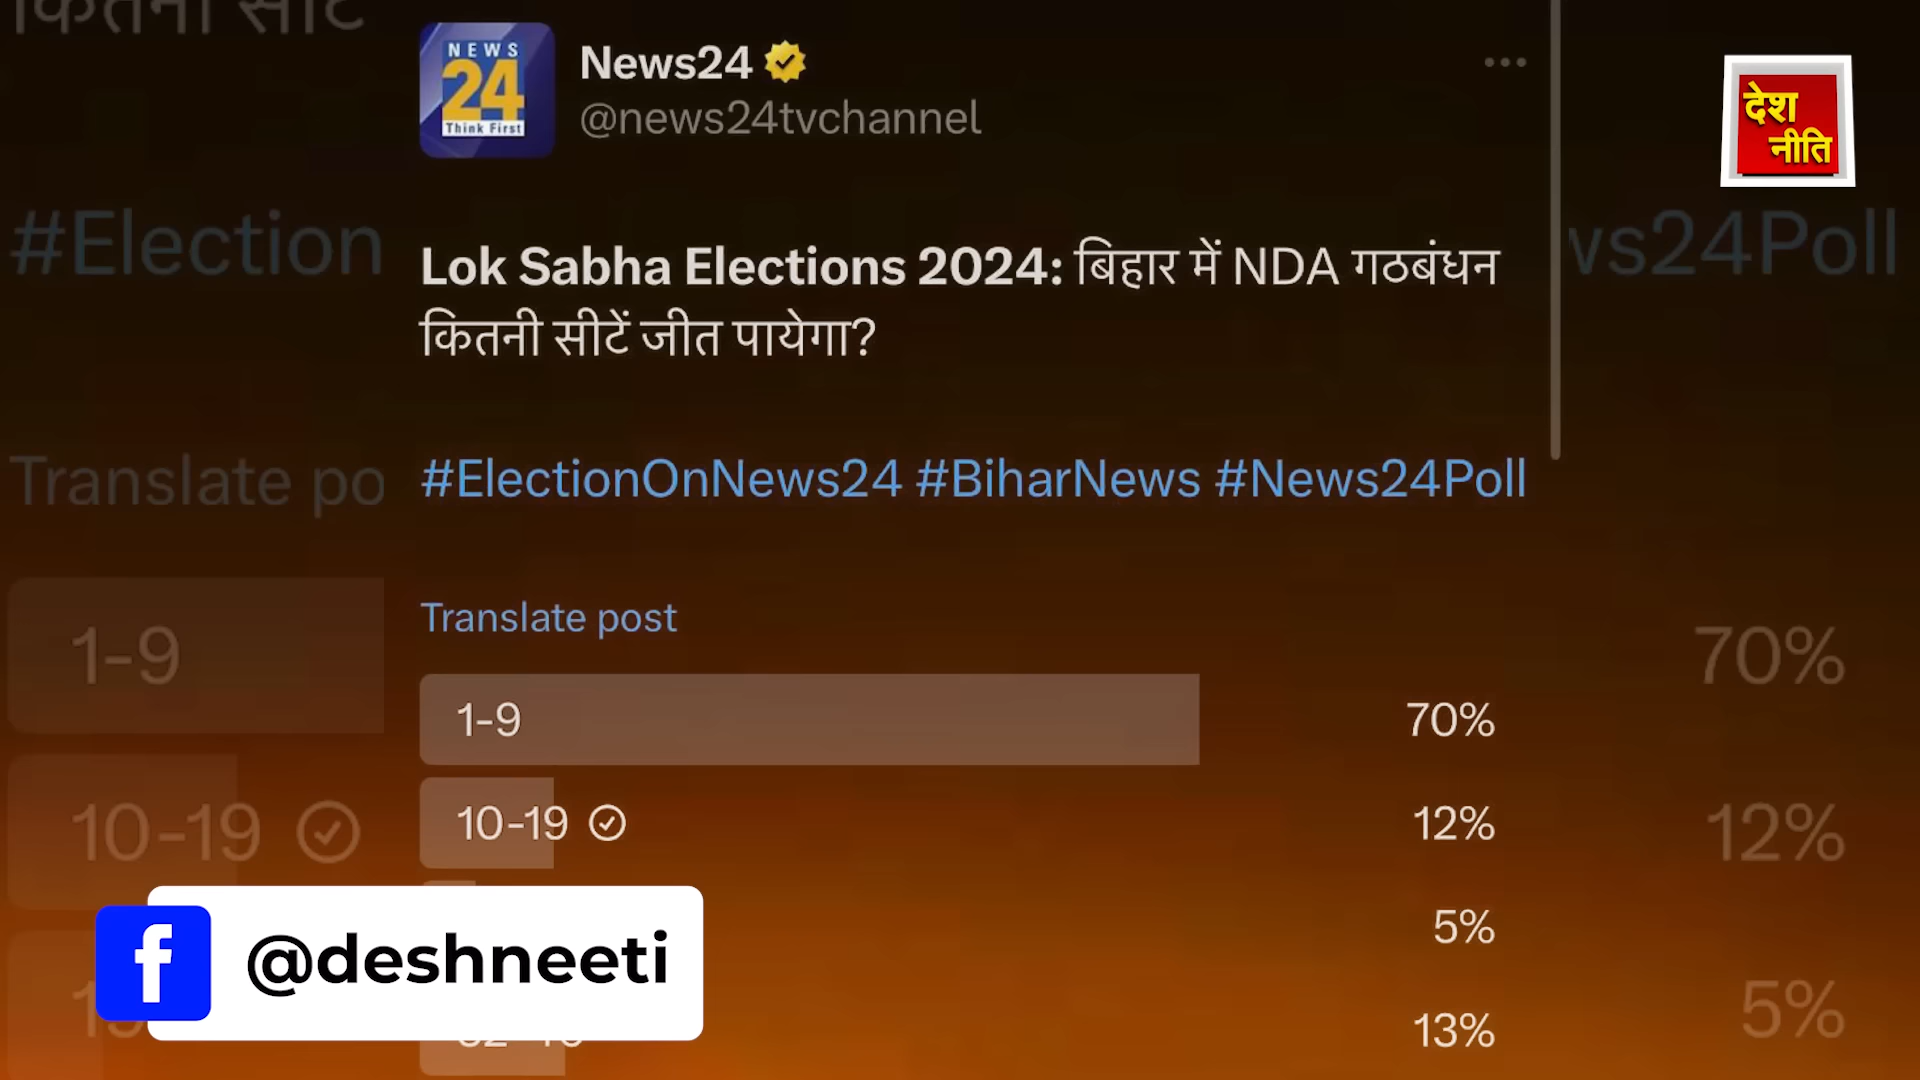 कितनी सीटें
NEWS
24
Think First
News24
@news24tvchannel
देश
नीति
#Election
ws24Poll
Lok Sabha Elections 2024: बिहार में NDA गठबंधन
कितनी सीटें जीत पायेगा?
Translate po
#ElectionOnNews24 #BiharNews #News24Poll
Translate post
1-9
70%
1-9
70%
10-19
12%
10-19
12%
5%
5%
13%
f @deshneeti